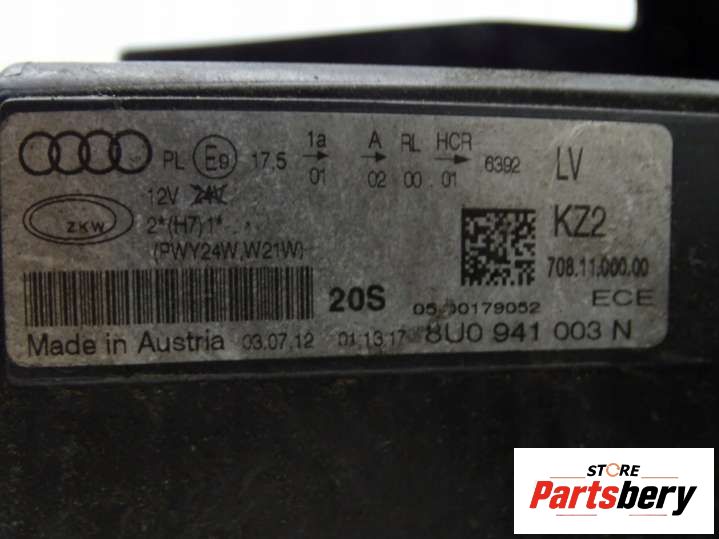 PL E9 17.5 1a 01 A 02 RL 00 . 01 HCR 6392 LV
12V 24V
ZKW
2*(H7)1*
KZ2
(PWY24W,W21W)
708.11.000.00
20S
ECE
Made in Austria 03.07.12 01:13:17 8U0 941 003 N
STORE
Partsbery